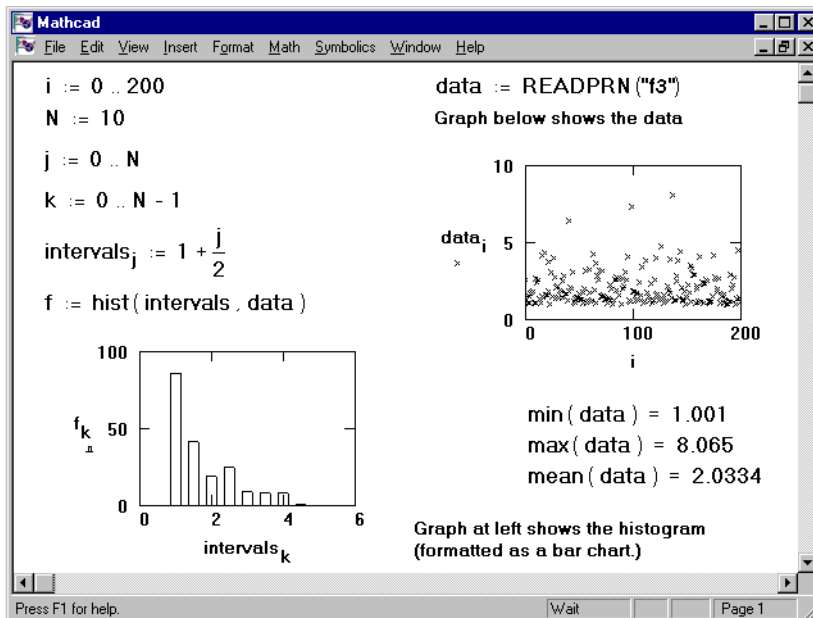 Mathcad
File Edit View Insert Format Math Symbolics Window Help
i := 0 .. 200
N := 10
j := 0 .. N
k := 0 .. N - 1
intervals_j := 1 + j/2
f := hist ( intervals , data )
100
f_k 50
0
0 2 4 6
intervals_k
data := READPRN ("f3")
Graph below shows the data
10
data_i 5
0
0 100 200
i
min ( data ) = 1.001
max ( data ) = 8.065
mean ( data ) = 2.0334
Graph at left shows the histogram
(formatted as a bar chart.)
Press F1 for help. Wait Page 1